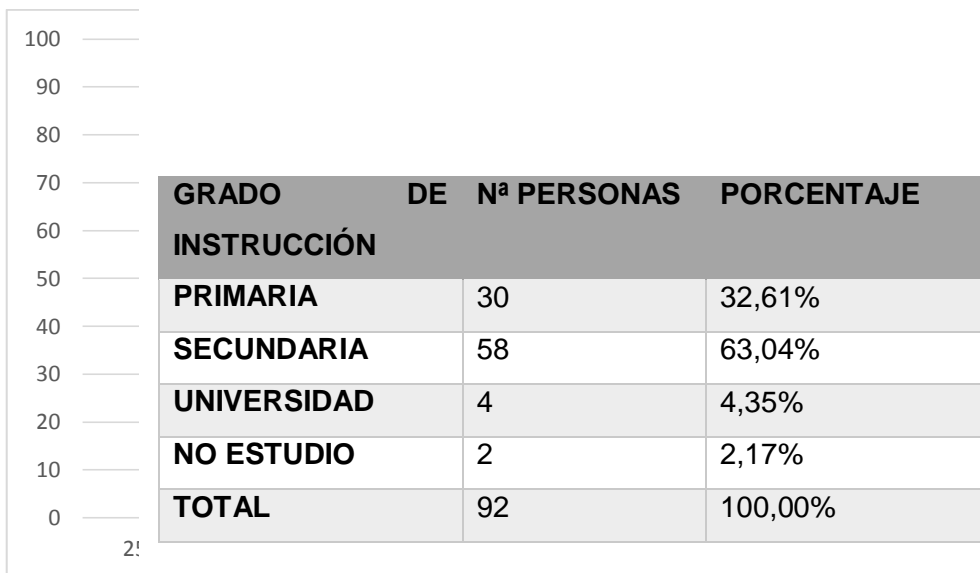 100
90
80
70
60
50
40
30
20
10
0
GRADO DE Nª PERSONAS PORCENTAJE
INSTRUCCIÓN
PRIMARIA 30 32,61%
SECUNDARIA 58 63,04%
UNIVERSIDAD 4 4,35%
NO ESTUDIO 2 2,17%
TOTAL 92 100,00%